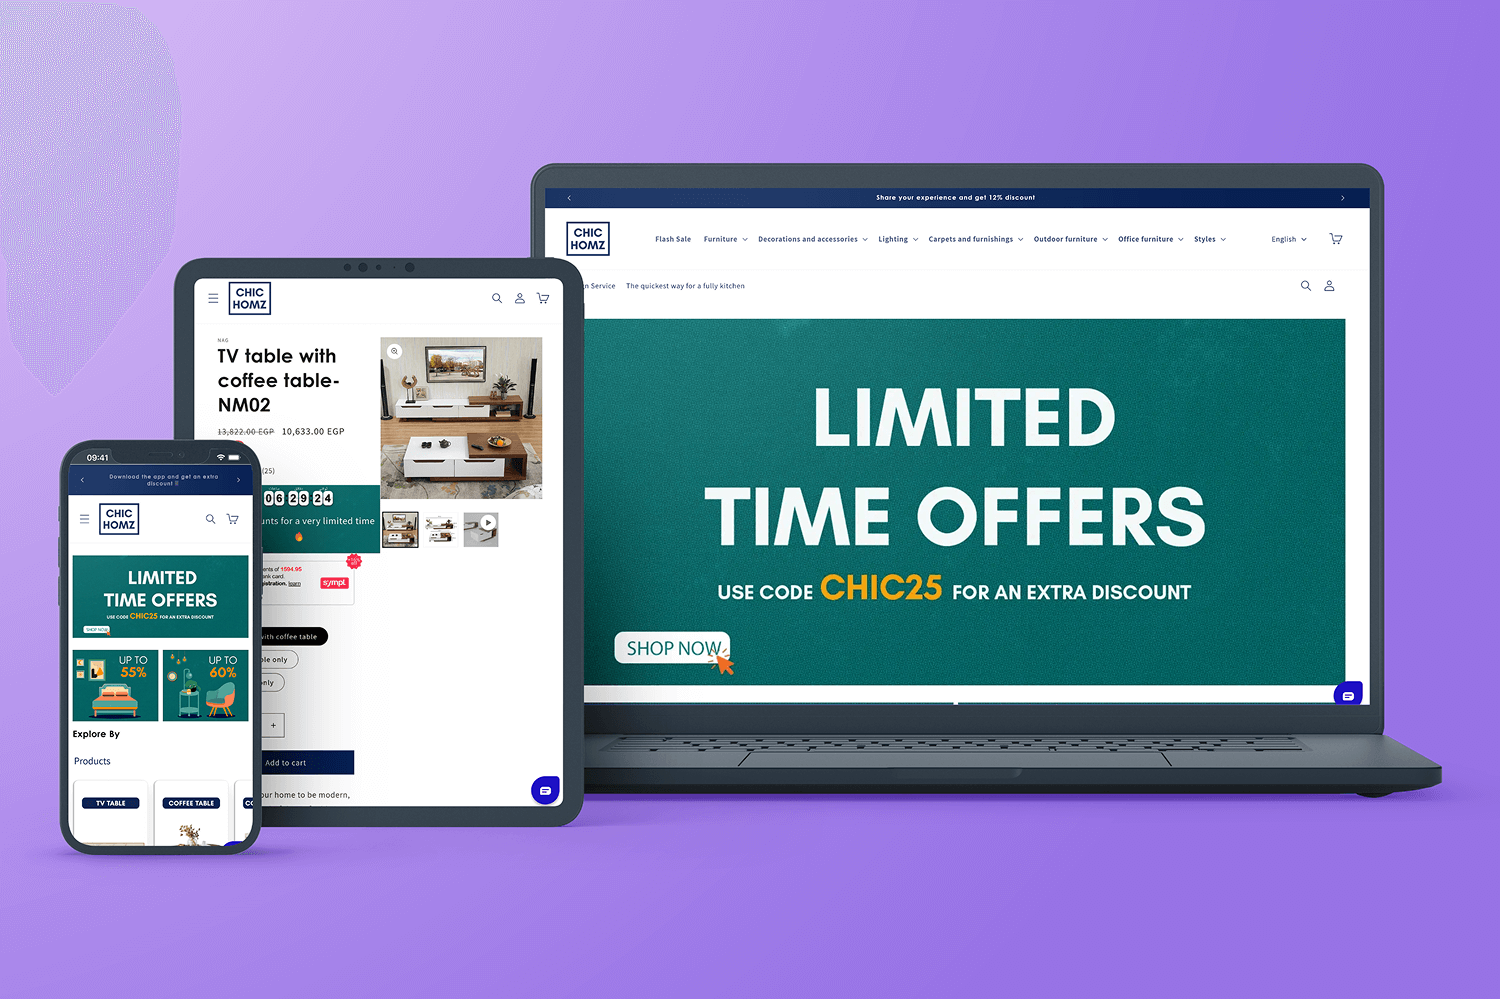 Share your experience and get 12% discount
CHIC
HOMZ
Flash Sale
Furniture
Decorations and accessories
Lighting
Carpets and furnishings
Outdoor furniture
Office furniture
Styles
English
n Service
The quickest way for a fully kitchen
LIMITED
TIME OFFERS
USE CODE CHIC25 FOR AN EXTRA DISCOUNT
SHOP NOW
CHIC
HOMZ
NAG
TV table with
coffee table-
NM02
13,822.00 EGP 10,633.00 EGP
(25)
06 29 24
unts for a very limited time
ents of 1594.95
ank card.
gistration. learn
sympl
with coffee table
ble only
only
+
Add to cart
our home to be modern,
09:41
Download the app and get an extra
discount !!
CHIC
HOMZ
LIMITED
TIME OFFERS
USE CODE CHIC25 FOR AN EXTRA DISCOUNT
SHOP NOW
UP TO
55%
UP TO
60%
Explore By
Products
TV TABLE
COFFEE TABLE
CO